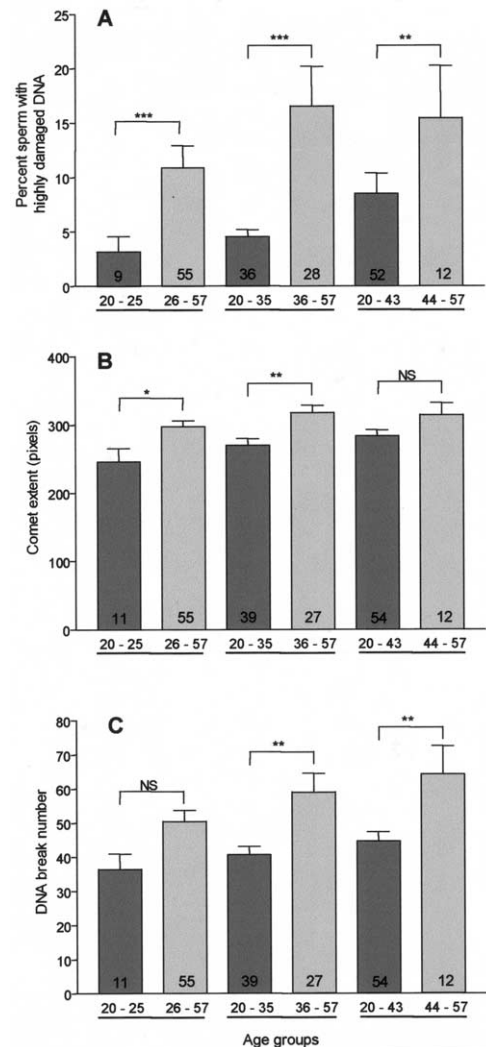 A
Percent sperm with
highly damaged DNA
25
20
15
10
5
0
***
***
**
9
55
36
28
52
12
20 - 25
26 - 57
20 - 35
36 - 57
20 - 43
44 - 57
B
Comet extent (pixels)
400
300
200
100
0
*
**
NS
11
55
39
27
54
12
20 - 25
26 - 57
20 - 35
36 - 57
20 - 43
44 - 57
C
DNA break number
80
70
60
50
40
30
20
10
0
NS
**
**
11
55
39
27
54
12
20 - 25
26 - 57
20 - 35
36 - 57
20 - 43
44 - 57
Age groups